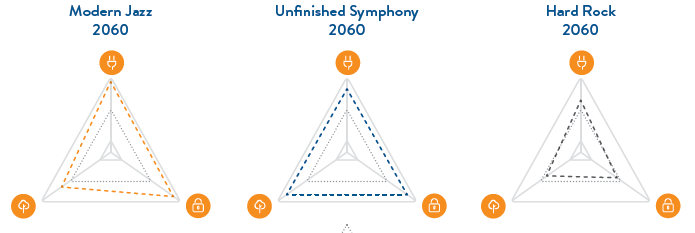 Modern Jazz
2060
Unfinished Symphony
2060
Hard Rock
2060